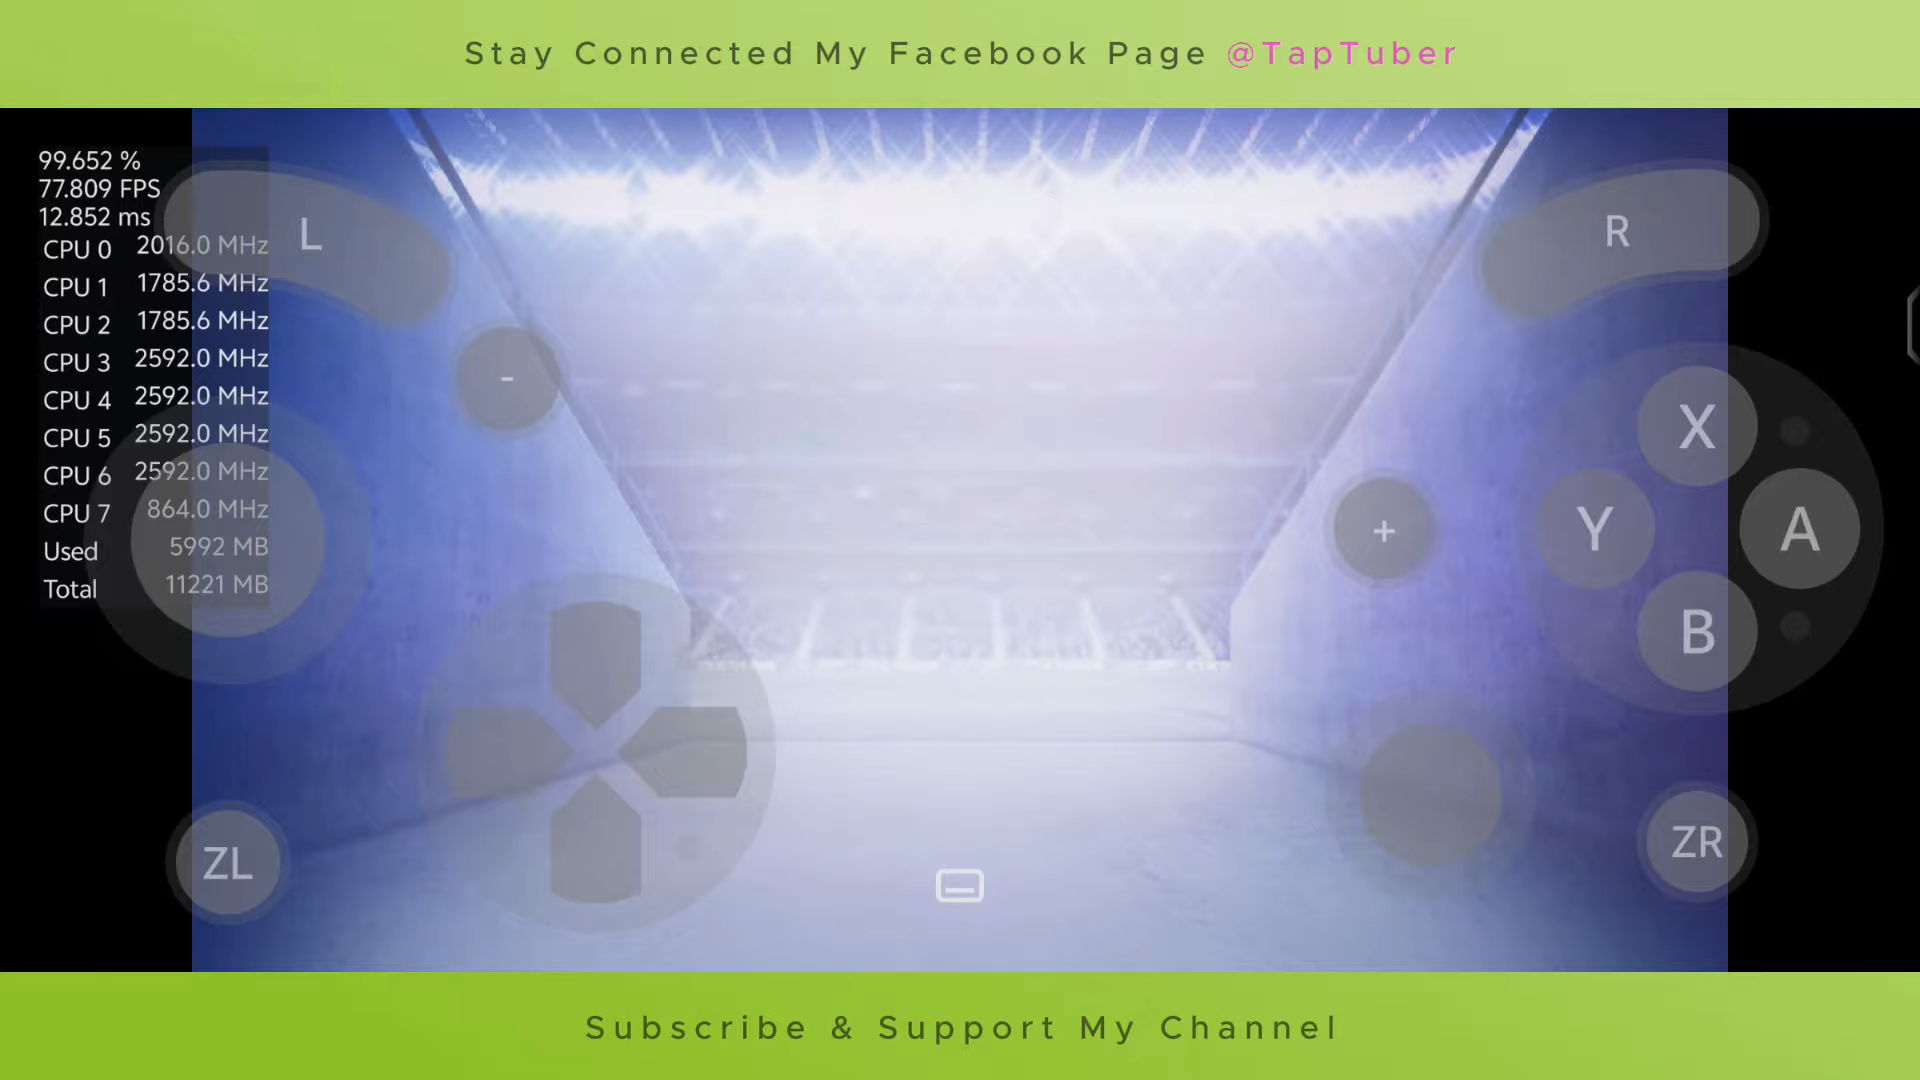 Stay Connected My Facebook Page @TapTuber
99.652 %
77.809 FPS
12.852 ms
CPU 0 2016.0 MHz
CPU 1 1785.6 MHz
CPU 2 1785.6 MHz
CPU 3 2592.0 MHz
CPU 4 2592.0 MHz
CPU 5 2592.0 MHz
CPU 6 2592.0 MHz
CPU 7 864.0 MHz
Used 5992 MB
Total 11221 MB
L
R
-
X
+
Y
A
B
ZL
ZR
Subscribe & Support My Channel